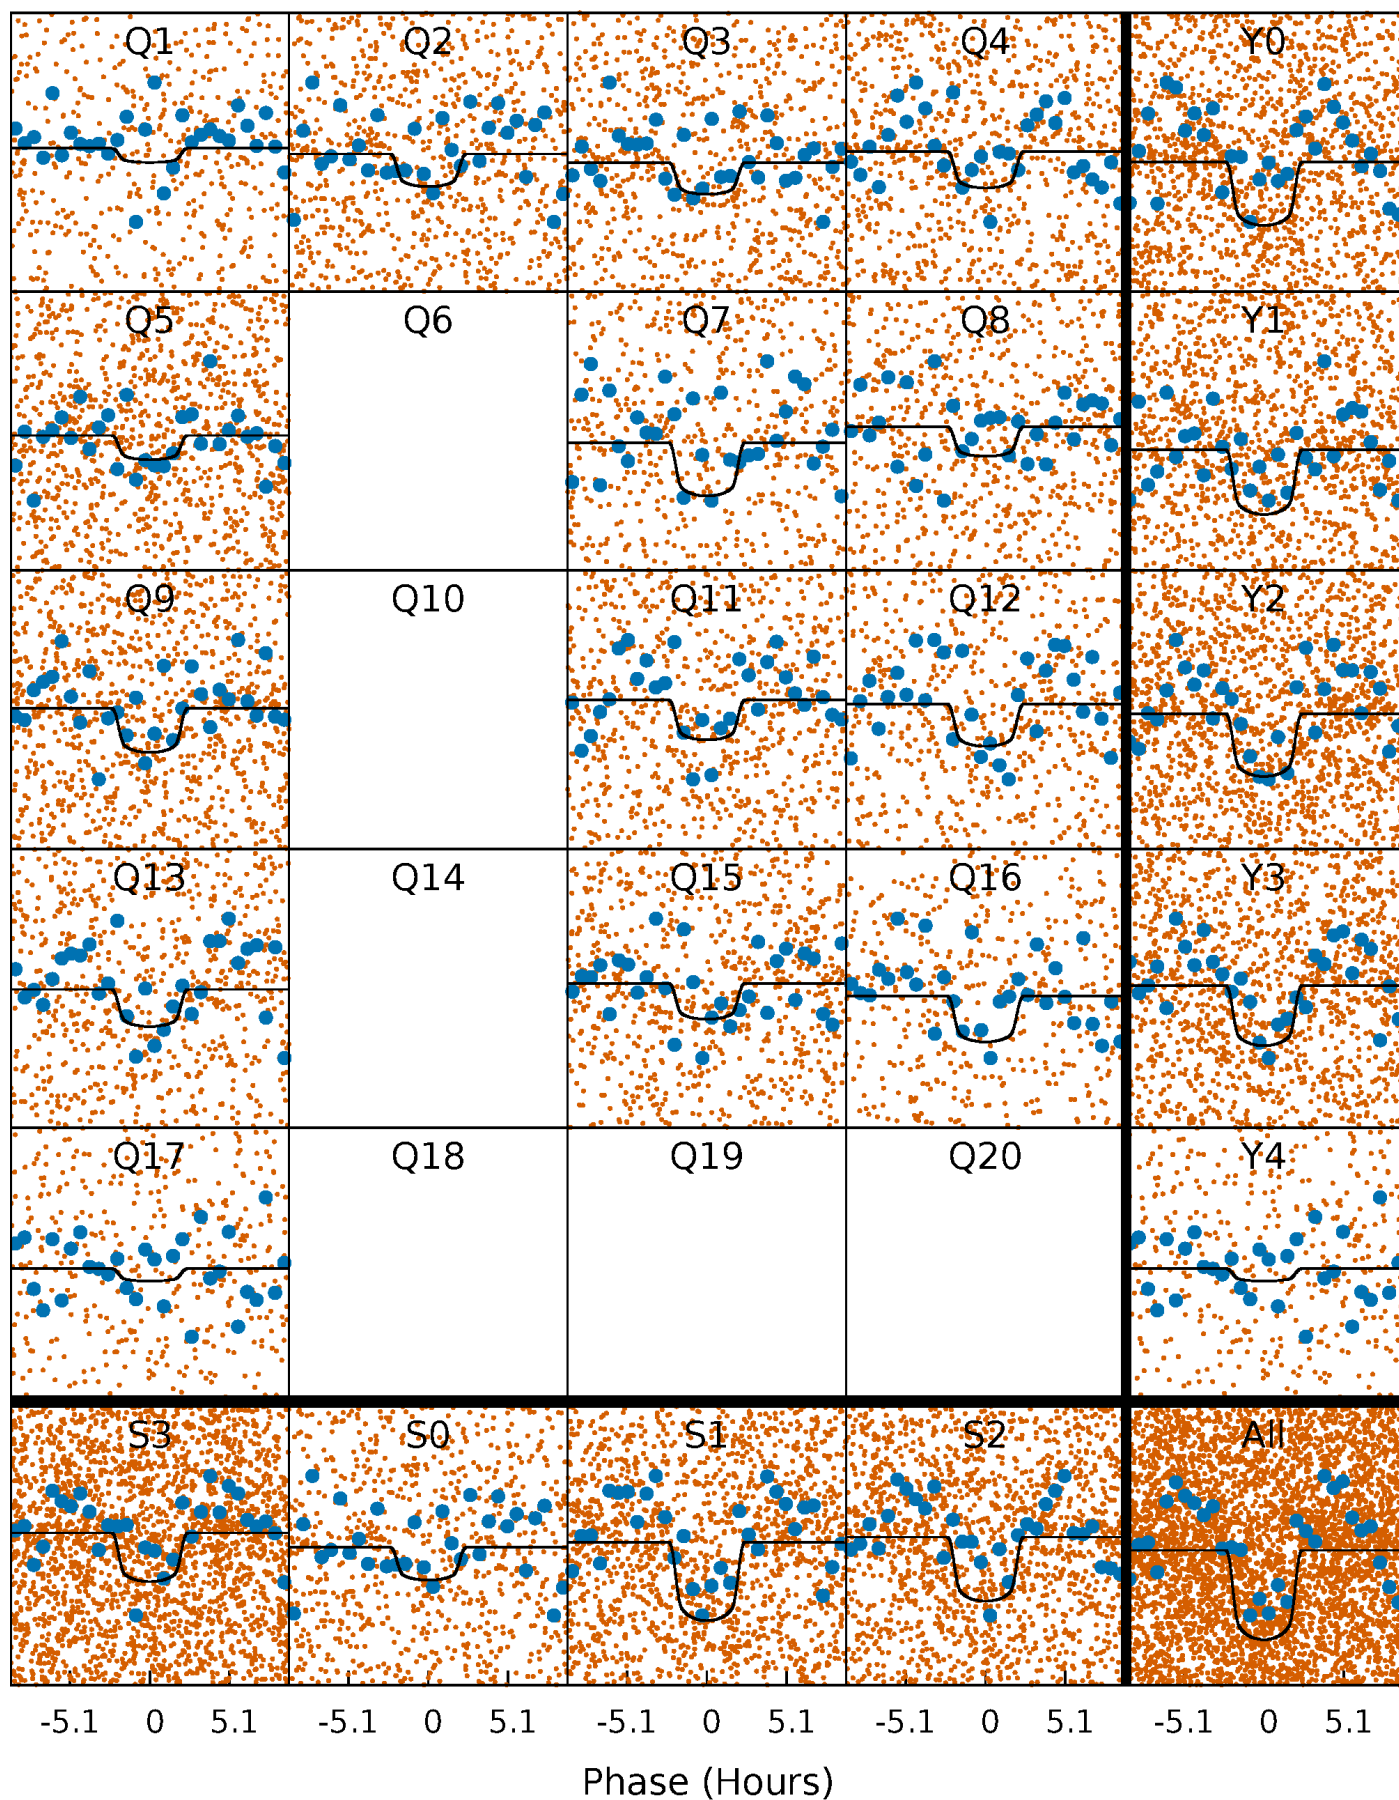 Q1 Q2 Q3 Q4 Y0
Q5 Q6 Q7 Q8 Y1
Q9 Q10 Q11 Q12 Y2
Q13 Q14 Q15 Q16 Y3
Q17 Q18 Q19 Q20 Y4
S3 S0 S1 S2 All
-5.1 0 5.1 -5.1 0 5.1 -5.1 0 5.1 -5.1 0 5.1 -5.1 0 5.1
Phase (Hours)